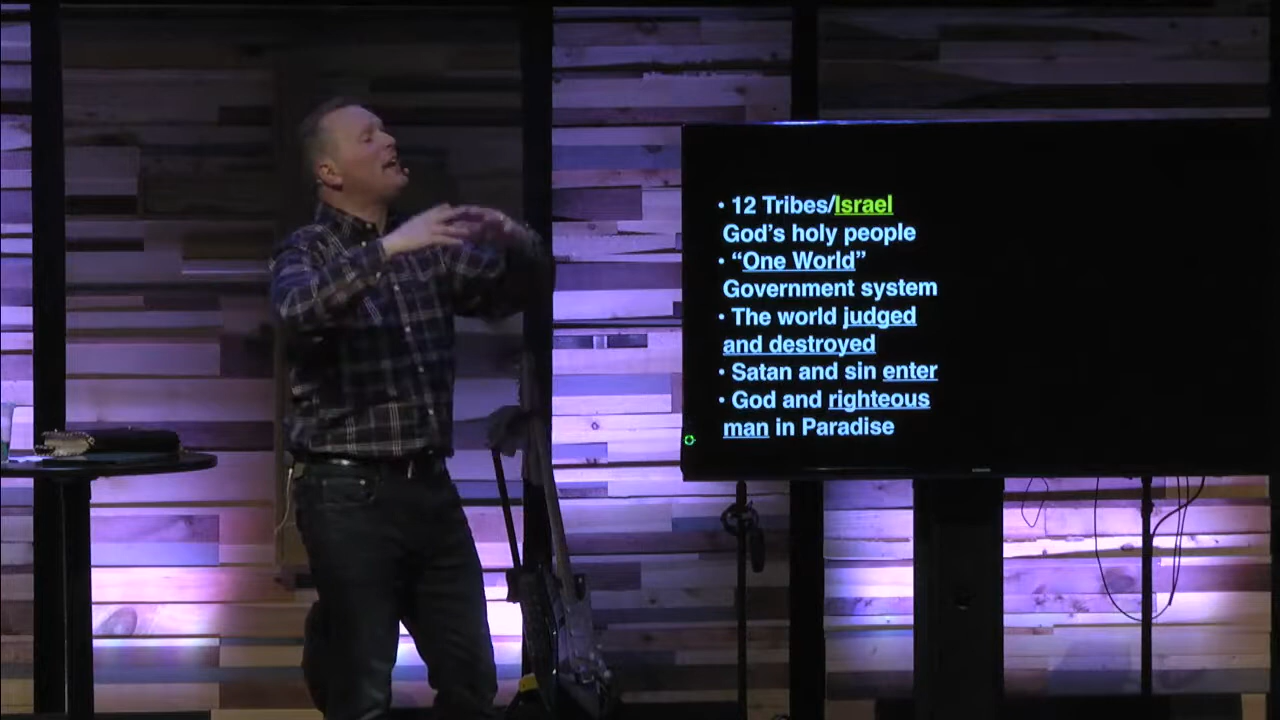 • 12 Tribes/Israel
God’s holy people
• “One World”
Government system
• The world judged
and destroyed
• Satan and sin enter
• God and righteous
man in Paradise